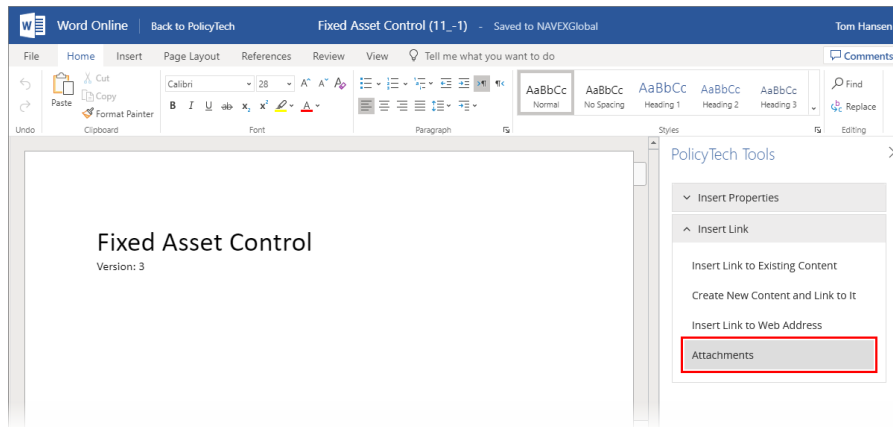 Word Online Back to PolicyTech Fixed Asset Control (11_-1) - Saved to NAVEXGlobal Tom Hansen
File Home Insert Page Layout References Review View Tell me what you want to do Comments
Cut
Copy
Format Painter
Paste
Undo
Clipboard
Calibri 28
B I U ab x₂ x² A
Font
Paragraph
AaBbCc AaBbCc AaBbCc AaBbCc AaBbCc
Normal No Spacing Heading 1 Heading 2 Heading 3
Styles
Find
Replace
Editing
PolicyTech Tools
Insert Properties
Insert Link
Insert Link to Existing Content
Create New Content and Link to It
Insert Link to Web Address
Attachments
Fixed Asset Control
Version: 3